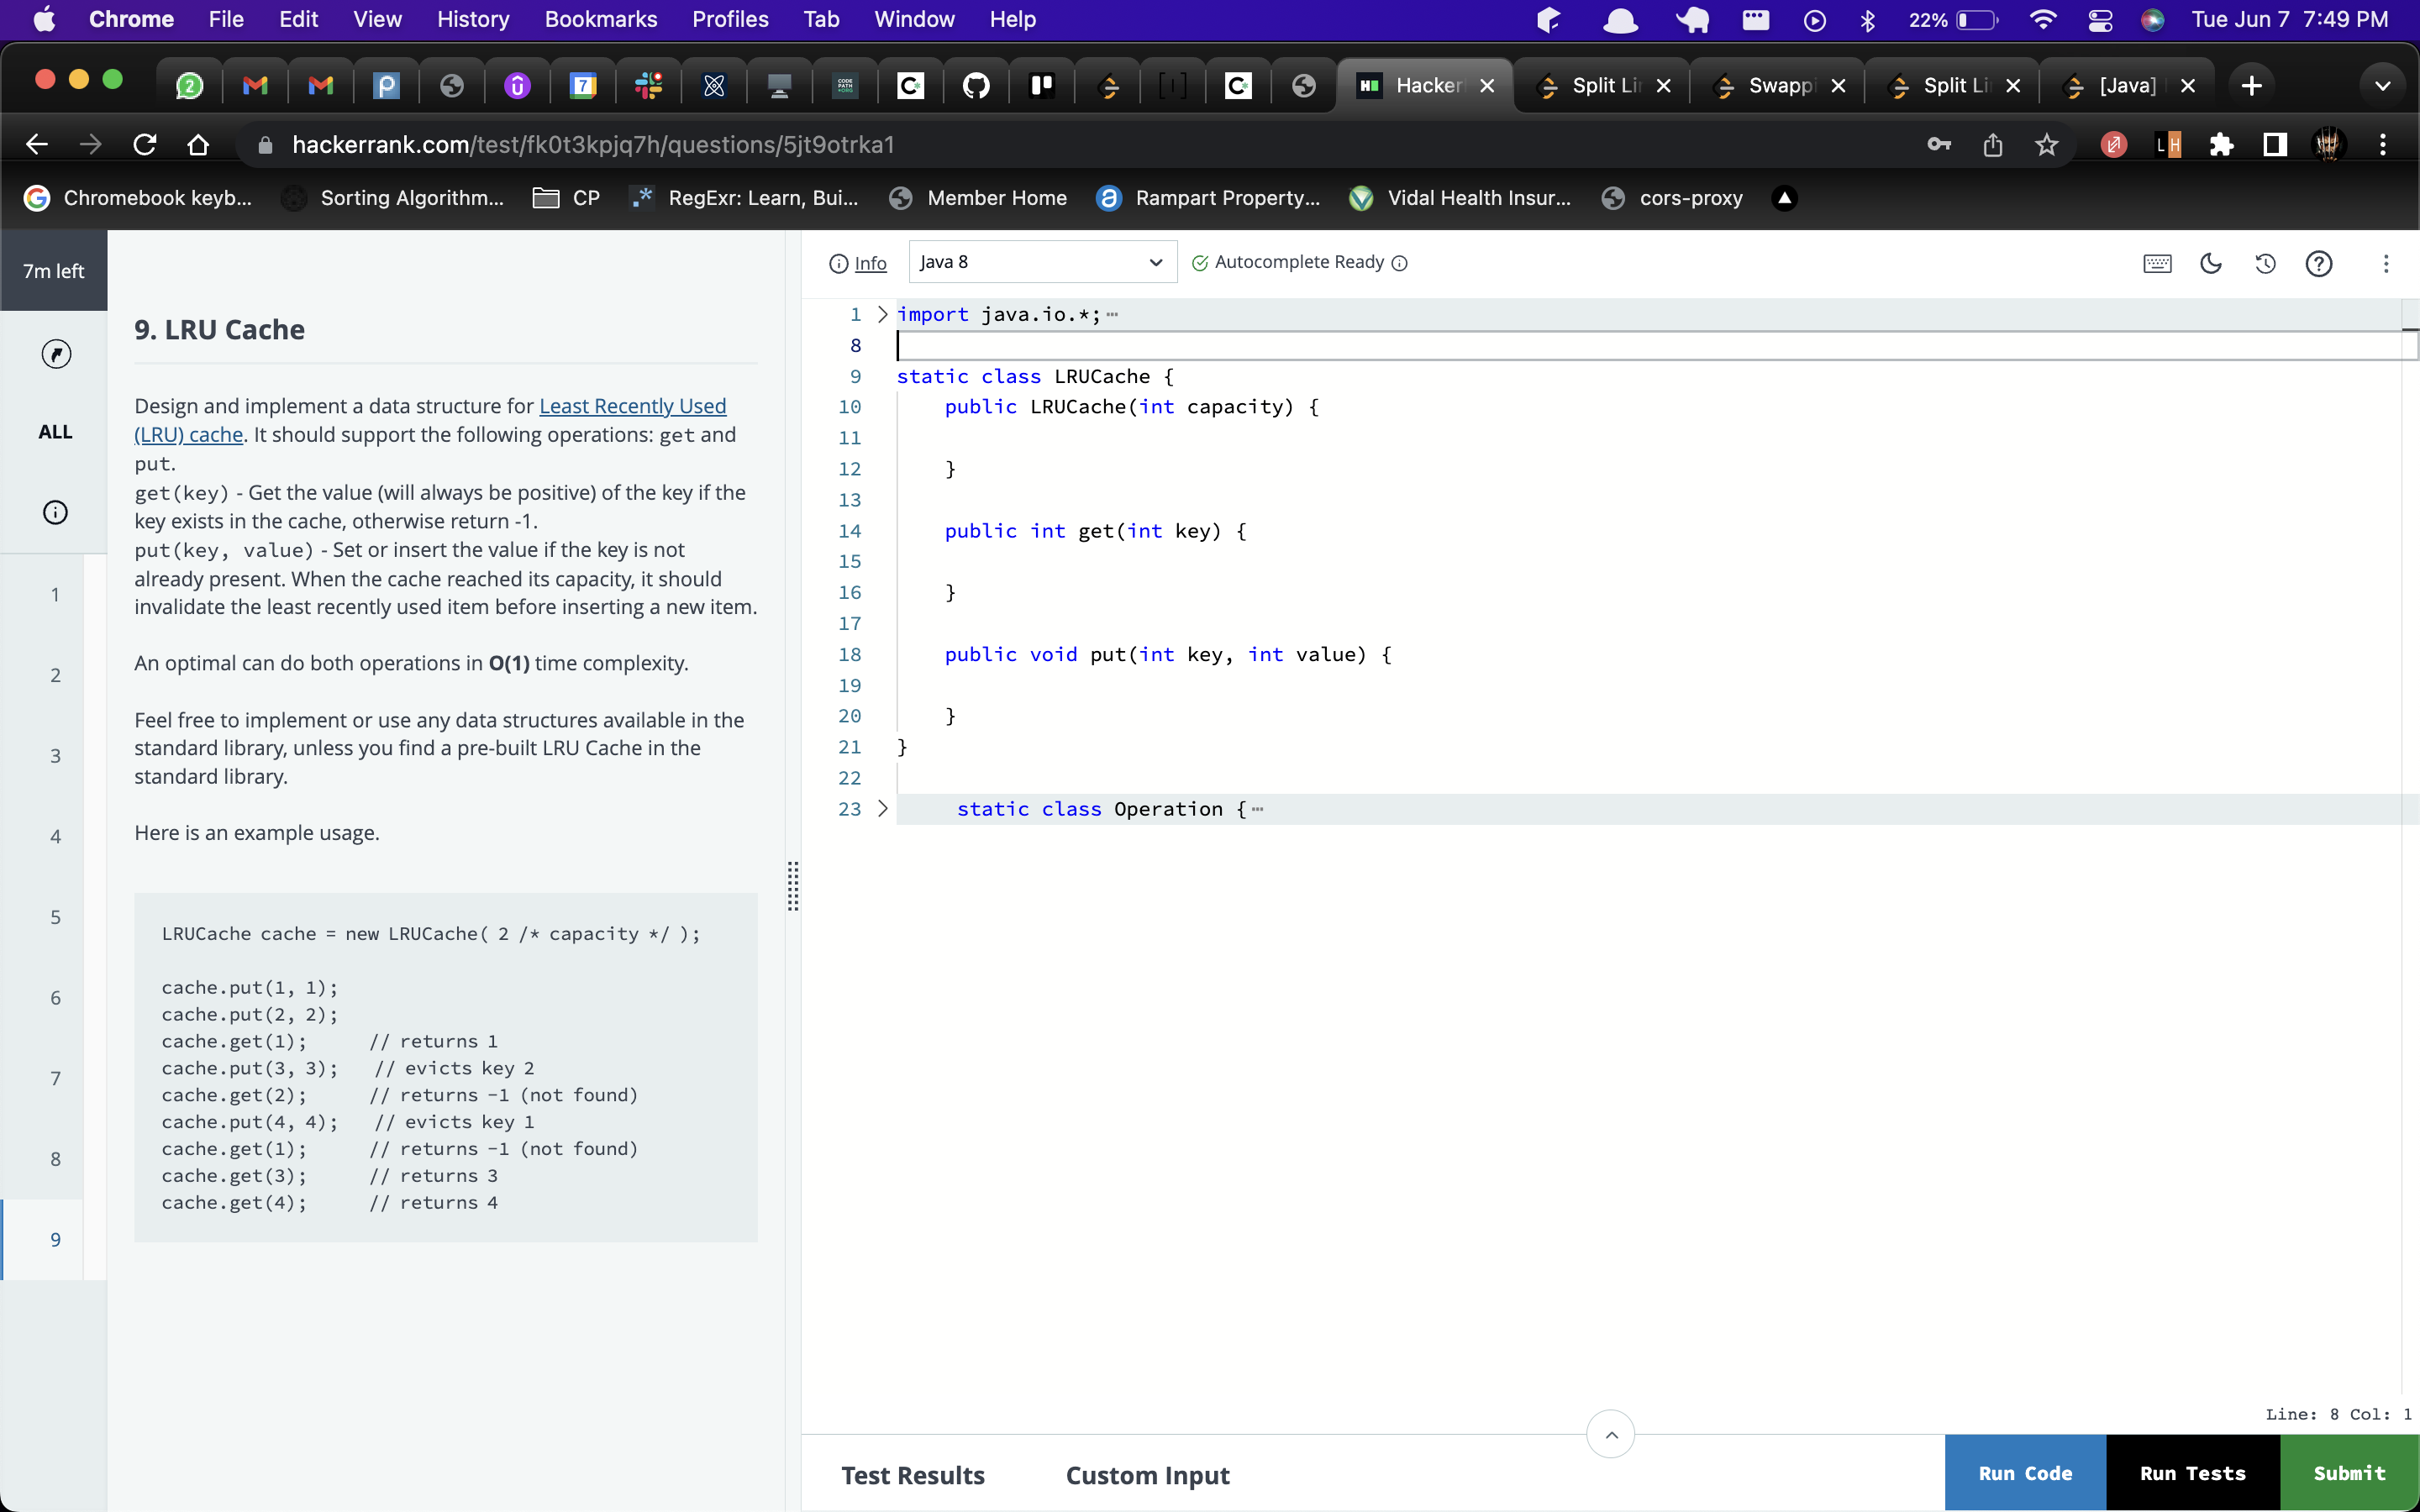 Chrome File Edit View History Bookmarks Profiles Tab Window Help 22% Tue Jun 7 7:49 PM
2 7 Hacker Split Li Swappi Split Li [Java]
hackerrank.com/test/fk0t3kpjq7h/questions/5jt9otrka1
Chromebook keyb... Sorting Algorithm... CP RegExr: Learn, Bui... Member Home Rampart Property... Vidal Health Insur... cors-proxy
7m left
ALL
1
2
3
4
5
6
7
8
9
9. LRU Cache
Design and implement a data structure for Least Recently Used
(LRU) cache. It should support the following operations: get and
put.
get(key) - Get the value (will always be positive) of the key if the
key exists in the cache, otherwise return -1.
put(key, value) - Set or insert the value if the key is not
already present. When the cache reached its capacity, it should
invalidate the least recently used item before inserting a new item.
An optimal can do both operations in O(1) time complexity.
Feel free to implement or use any data structures available in the
standard library, unless you find a pre-built LRU Cache in the
standard library.
Here is an example usage.
LRUCache cache = new LRUCache( 2 /* capacity */ );
cache.put(1, 1);
cache.put(2, 2);
cache.get(1); // returns 1
cache.put(3, 3); // evicts key 2
cache.get(2); // returns -1 (not found)
cache.put(4, 4); // evicts key 1
cache.get(1); // returns -1 (not found)
cache.get(3); // returns 3
cache.get(4); // returns 4
Info Java 8 Autocomplete Ready
1 import java.io.*;
8
9 static class LRUCache {
10 public LRUCache(int capacity) {
11
12 }
13
14 public int get(int key) {
15
16 }
17
18 public void put(int key, int value) {
19
20 }
21 }
22
23 static class Operation {
Line: 8 Col: 1
Test Results Custom Input Run Code Run Tests Submit